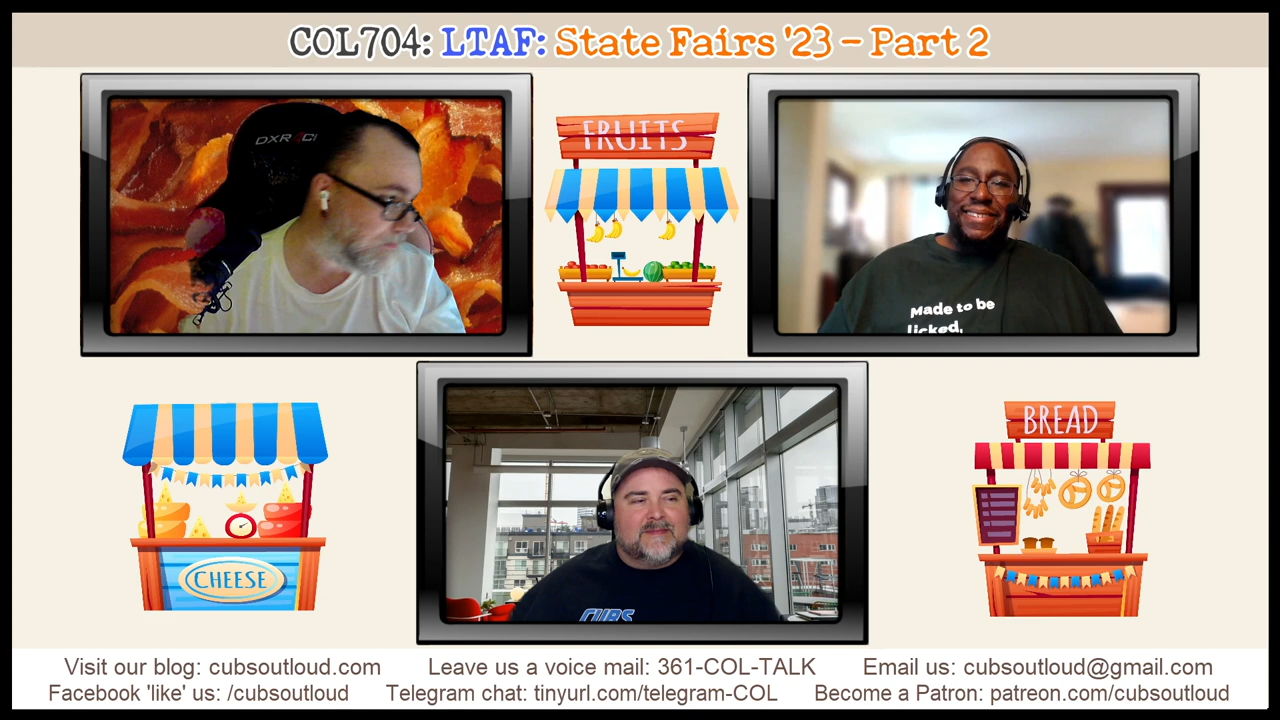 COL704: LTAF: State Fairs '23 - Part 2
DXRACI
FRUITS
Made to be
licked,
CHEESE
CUBS
BREAD
Visit our blog: cubsoutloud.com Leave us a voice mail: 361-COL-TALK Email us: cubsoutloud@gmail.com
Facebook 'like' us: /cubsoutloud Telegram chat: tinyurl.com/telegram-COL Become a Patron: patreon.com/cubsoutloud